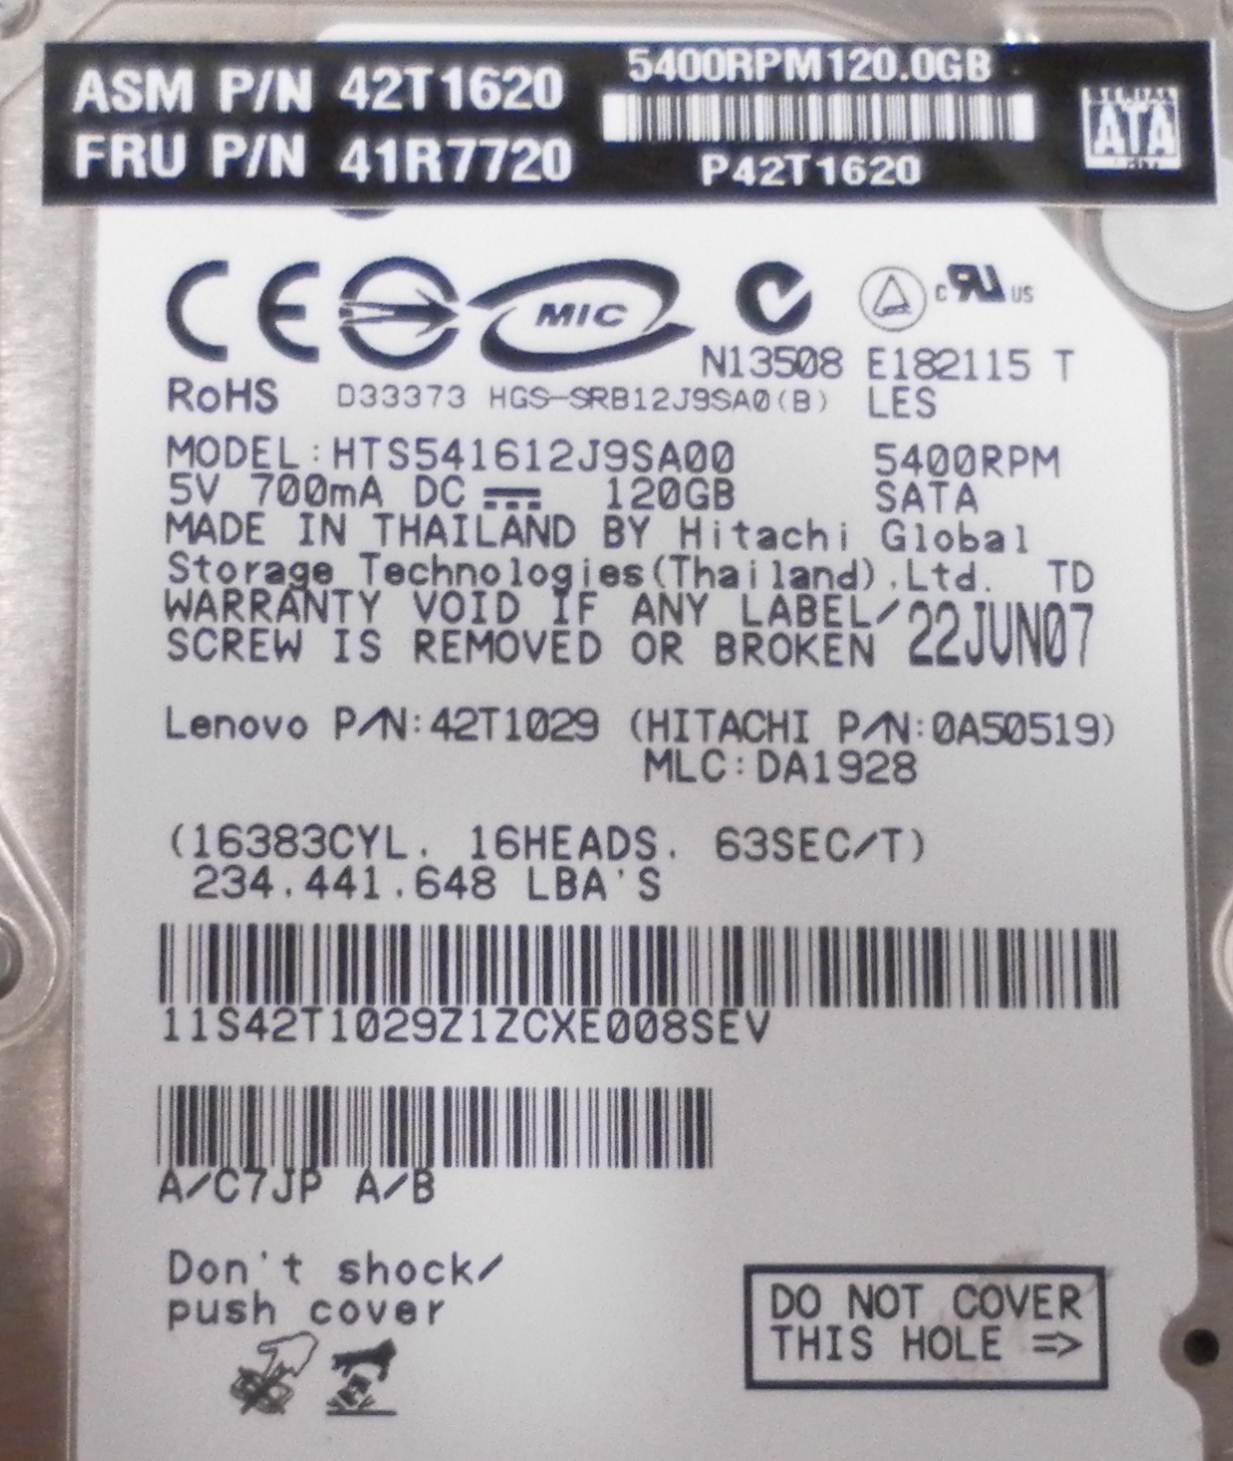 ASM P/N 42T1620
FRU P/N 41R7720
5400RPM120.0GB
P42T1620
ATA
CE MIC
c RU US
N13508 E182115 T
RoHS D33373 HGS-SRB12J9SA0(B) LES
MODEL:HTS541612J9SA00 5400RPM
5V 700mA DC 120GB SATA
MADE IN THAILAND BY Hitachi Global
Storage Technologies(Thailand),Ltd. TD
WARRANTY VOID IF ANY LABEL/
SCREW IS REMOVED OR BROKEN 22JUN07
Lenovo P/N:42T1029 (HITACHI P/N:0A50519)
MLC:DA1928
(16383CYL. 16HEADS. 63SEC/T)
234,441,648 LBA'S
11S42T1029Z1ZCXE008SEV
A/C7JP A/B
Don't shock/
push cover
DO NOT COVER
THIS HOLE =>